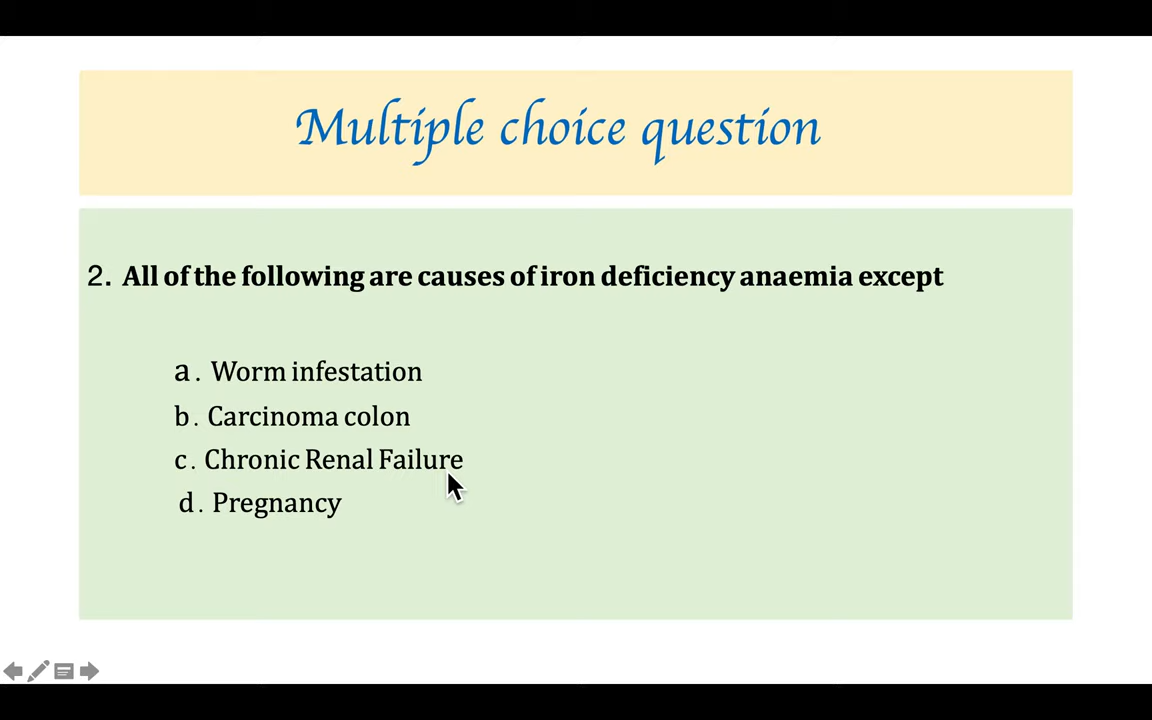 Multiple choice question
2. All of the following are causes of iron deficiency anaemia except
a. Worm infestation
b. Carcinoma colon
c. Chronic Renal Failure
d. Pregnancy